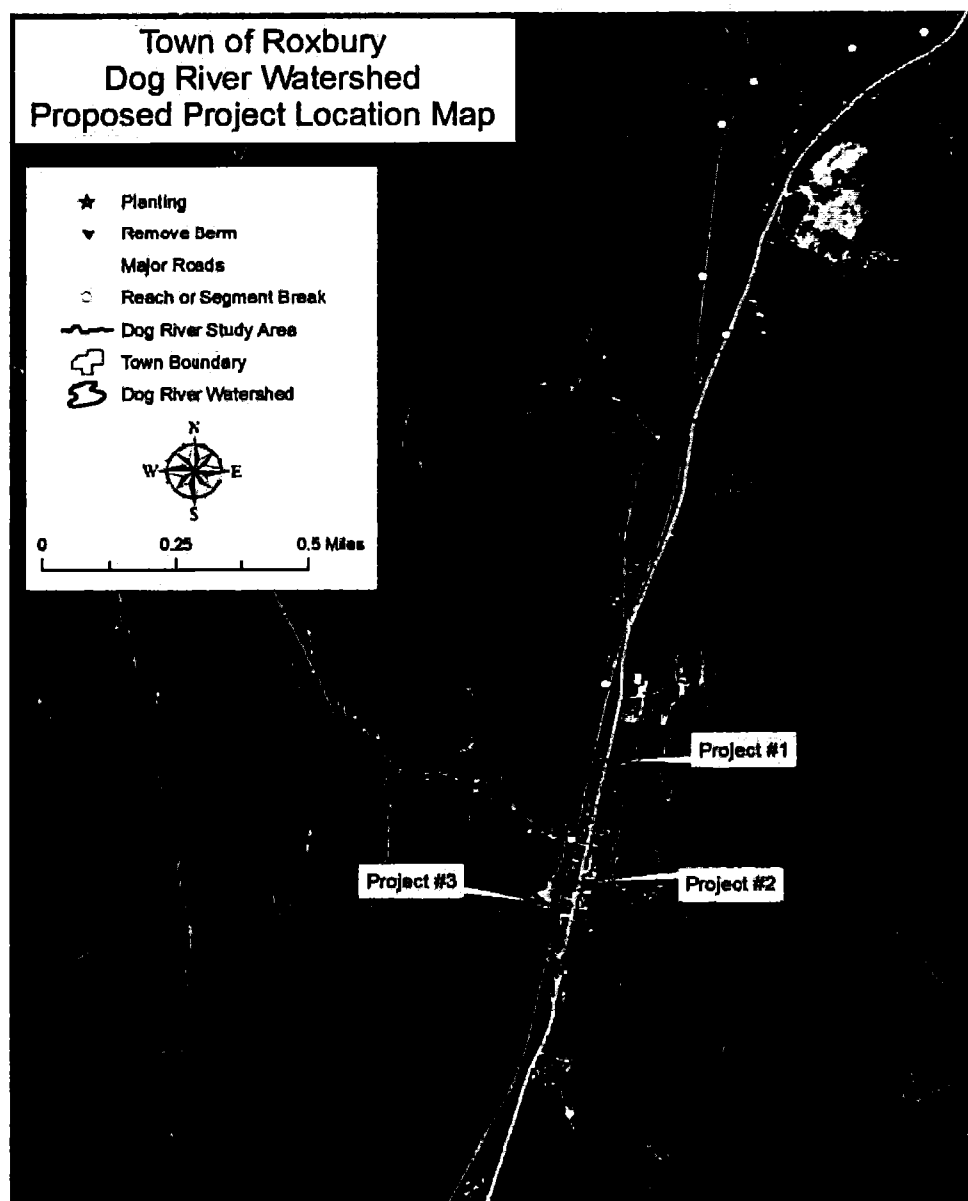 Town of Roxbury
Dog River Watershed
Proposed Project Location Map
Planting
Remove Berm
Major Roads
Reach or Segment Break
Dog River Study Area
Town Boundary
Dog River Watershed
N
W E
S
0 0.25 0.5 Miles
Project #1
Project #3 Project #2